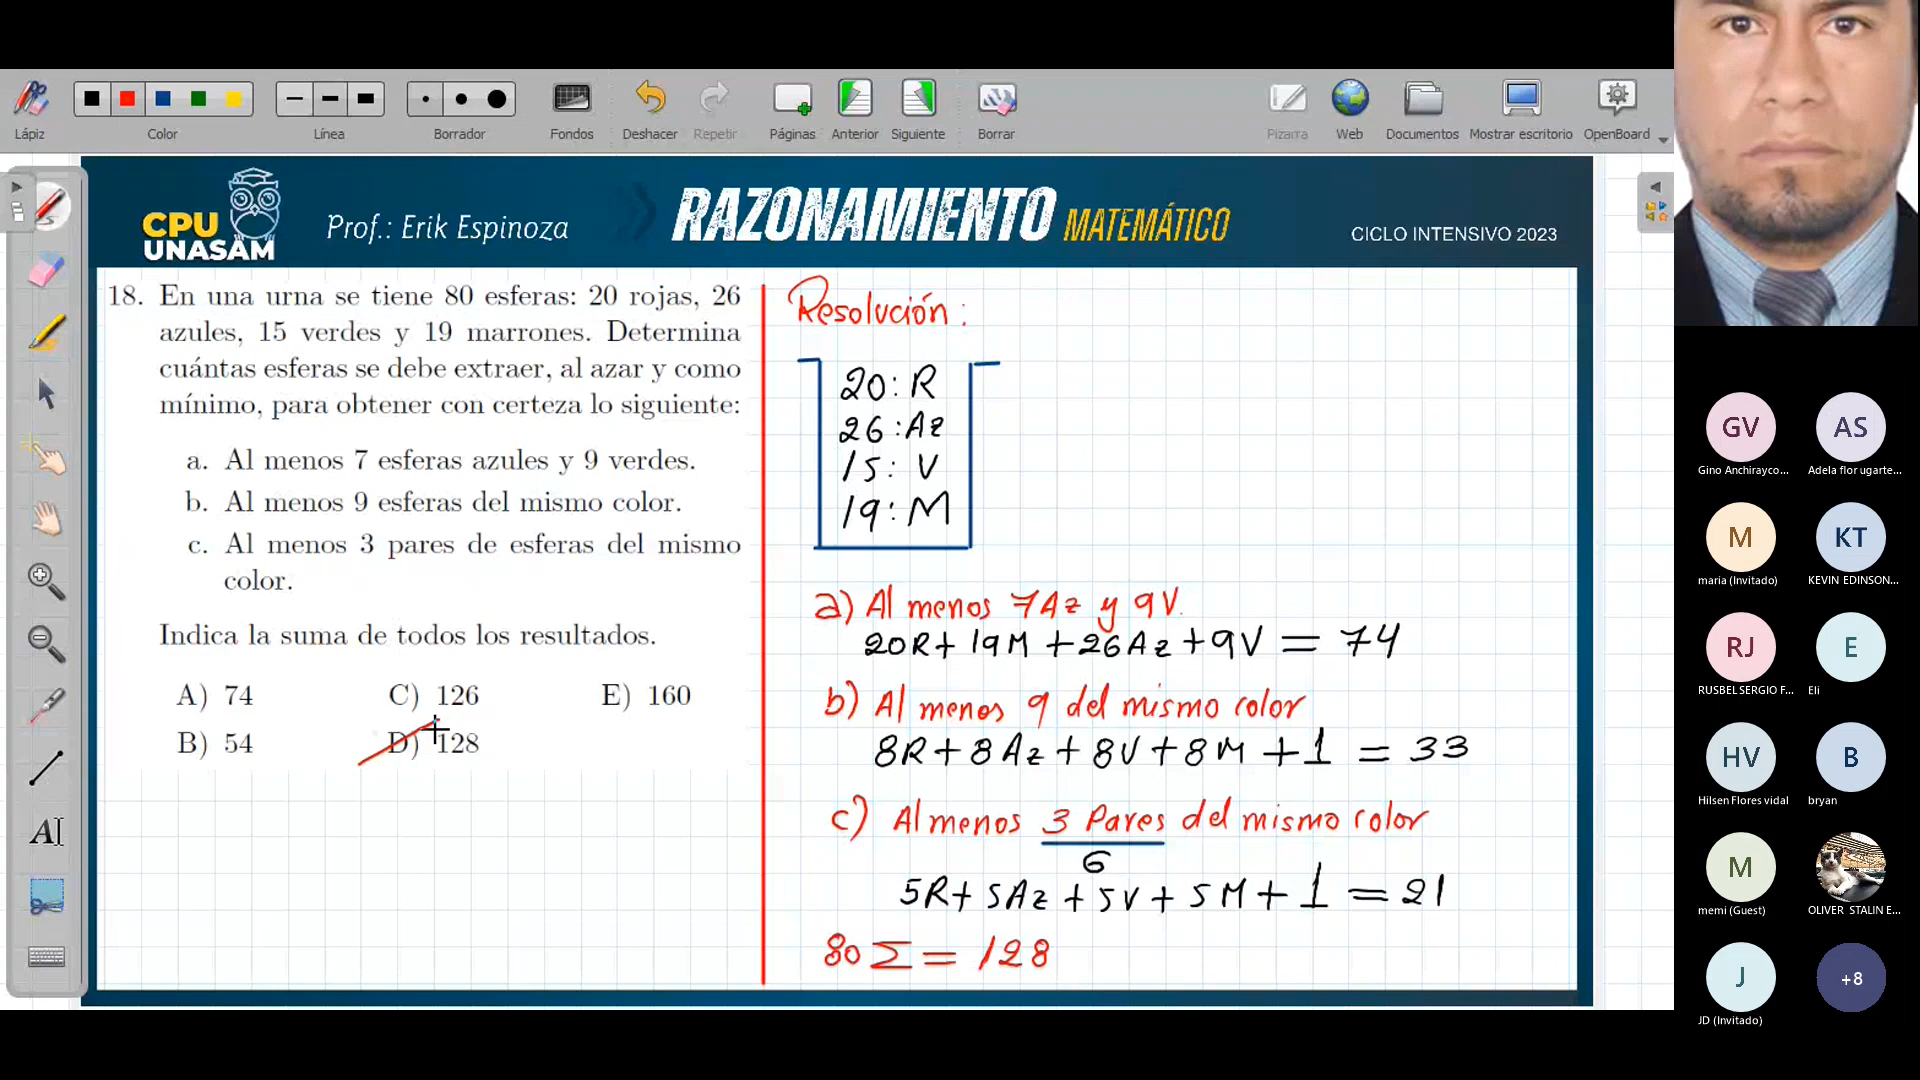 Lápiz
Color
Línea
Borrador
Fondos
Deshacer
Repetir
Páginas
Anterior
Siguiente
Borrar
Pizarra
Web
Documentos
Mostrar escritorio
OpenBoard
CPU
UNASAM
Prof.: Erik Espinoza
RAZONAMIENTO MATEMÁTICO
CICLO INTENSIVO 2023
18. En una urna se tiene 80 esferas: 20 rojas, 26
azules, 15 verdes y 19 marrones. Determina
cuántas esferas se debe extraer, al azar y como
mínimo, para obtener con certeza lo siguiente:
a. Al menos 7 esferas azules y 9 verdes.
b. Al menos 9 esferas del mismo color.
c. Al menos 3 pares de esferas del mismo
color.
Indica la suma de todos los resultados.
A) 74 C) 126 E) 160
B) 54 D) 128
Resolución:
20: R
26: Az
15: V
19: M
a) Al menos 7Az y 9V.
20R + 19M + 26Az + 9V = 74
b) Al menos 9 del mismo color
8R + 8Az + 8V + 8M + 1 = 33
c) Al menos 3 Pares del mismo color
6
5R + 5Az + 5V + 5M + 1 = 21
80 Σ = 128
AI
GV
Gino Anchirayco...
AS
Adela flor ugarte...
M
maria (Invitado)
KT
KEVIN EDINSON...
RJ
RUSBEL SERGIO F...
E
Eli
HV
Hilsen Flores vidal
B
bryan
M
memi (Guest)
OLIVER STALIN E...
J
JD (Invitado)
+8